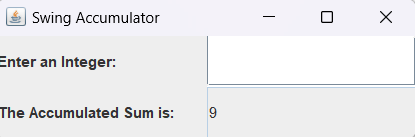 Swing Accumulator
Enter an Integer:
The Accumulated Sum is: 9